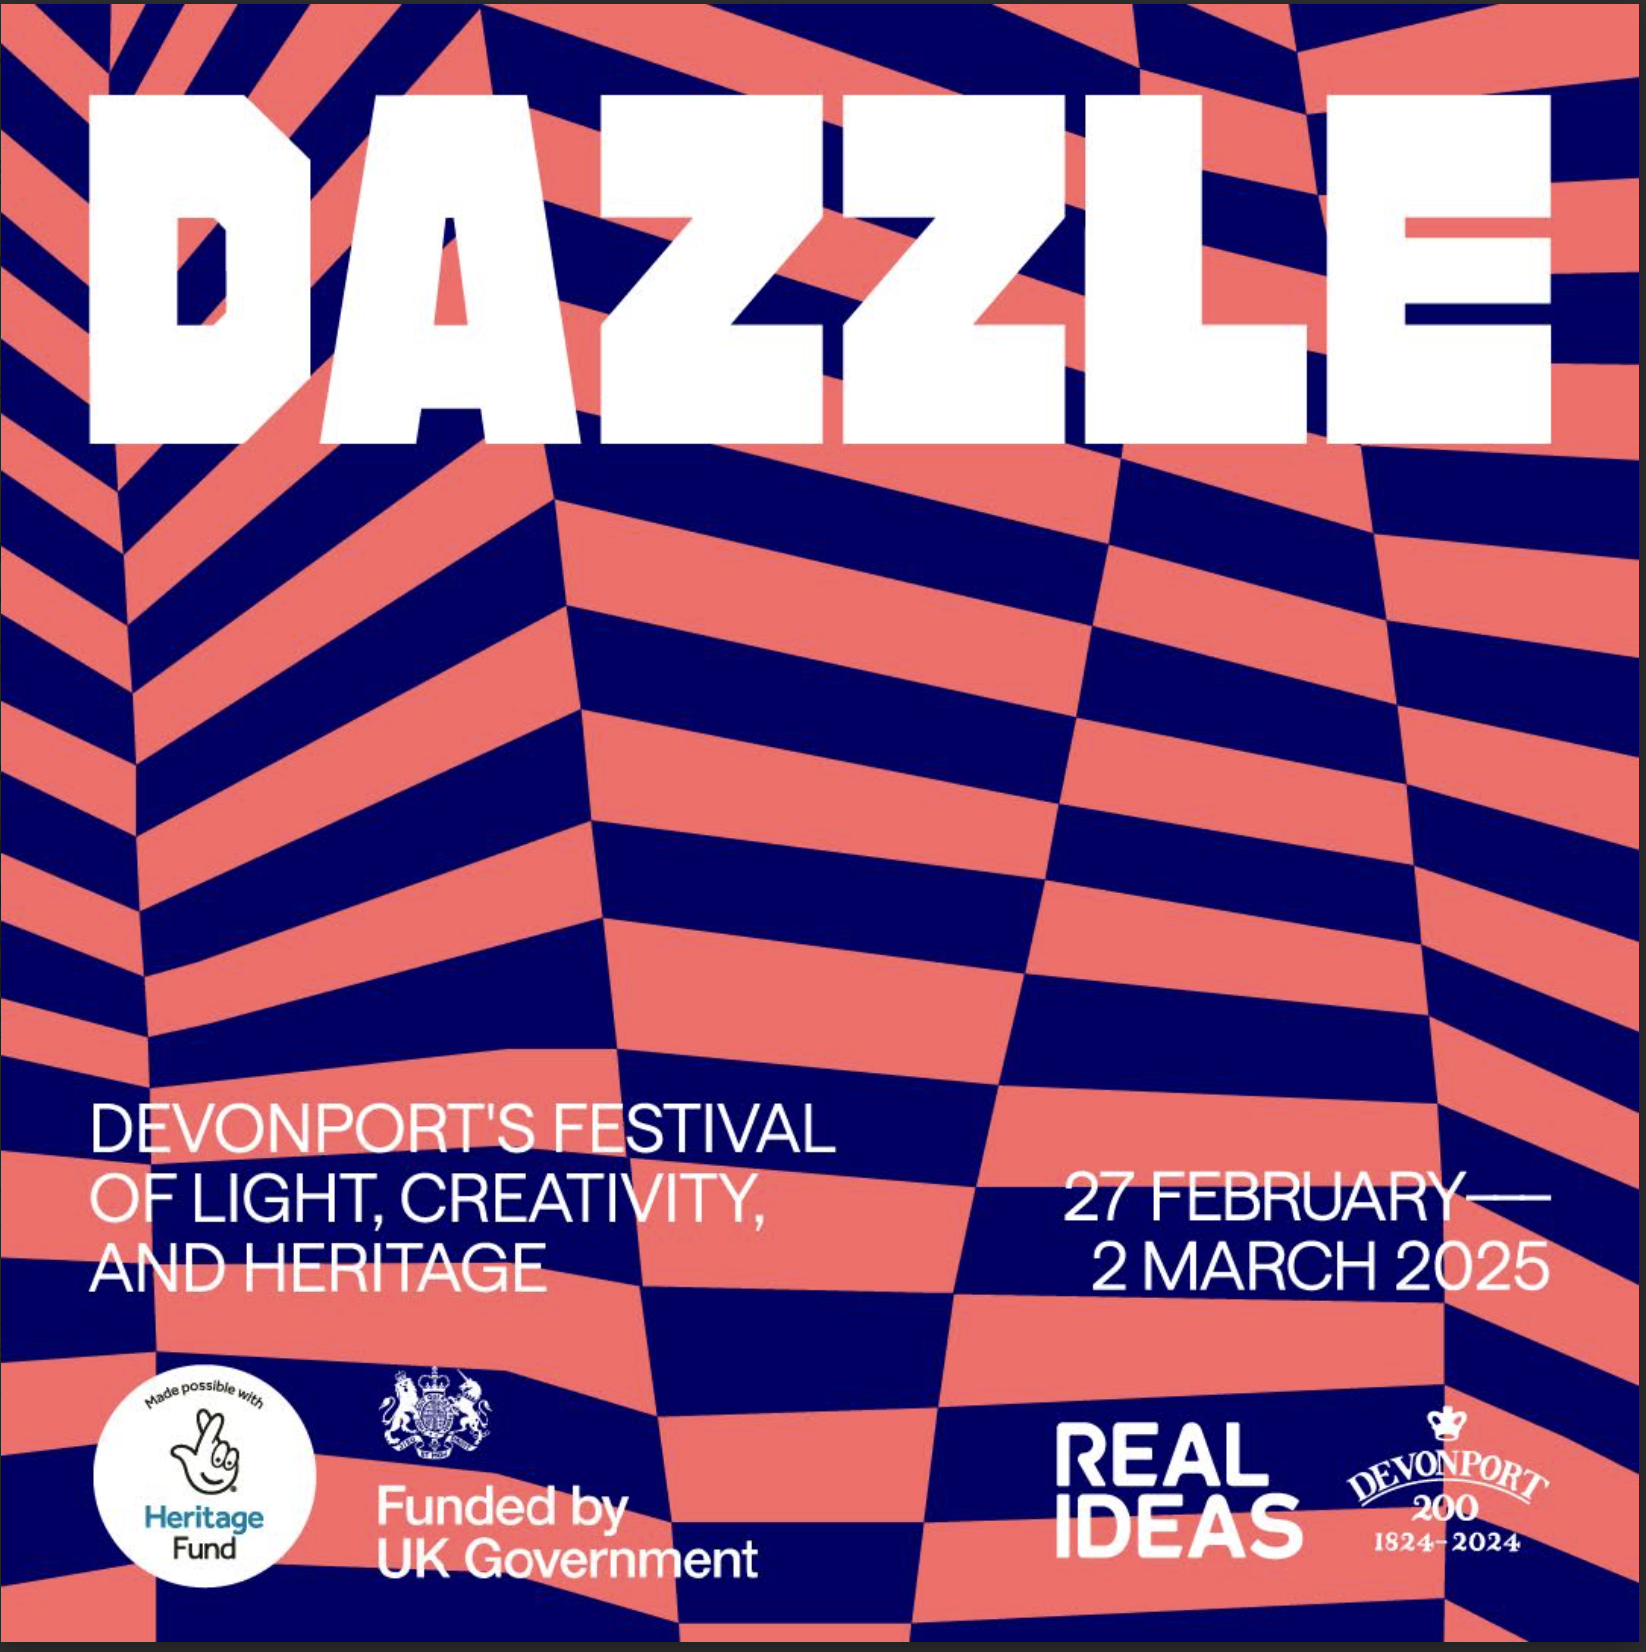 DAZZLE
DEVONPORT'S FESTIVAL
OF LIGHT, CREATIVITY,
AND HERITAGE
27 FEBRUARY—
2 MARCH 2025
Made possible with
Heritage
Fund
Funded by
UK Government
REAL
IDEAS
DEVONPORT
200
1824-2024